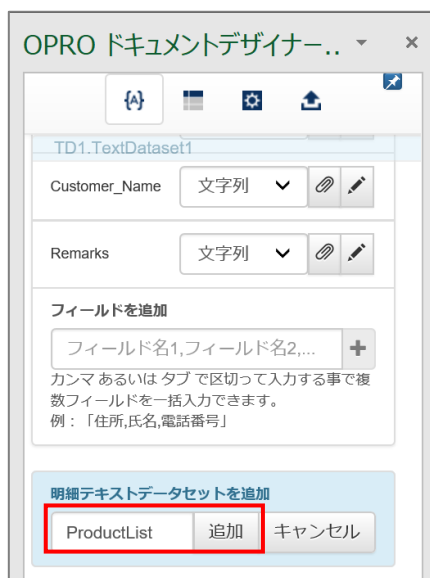 OPRO ドキュメントデザイナー..
TD1.TextDataset1
Customer_Name 文字列
Remarks 文字列
フィールドを追加
フィールド名1,フィールド名2,...
カンマ あるいは タブ で区切って入力する事で複
数フィールドを一括入力できます。
例：「住所,氏名,電話番号」
明細テキストデータセットを追加
ProductList 追加 キャンセル